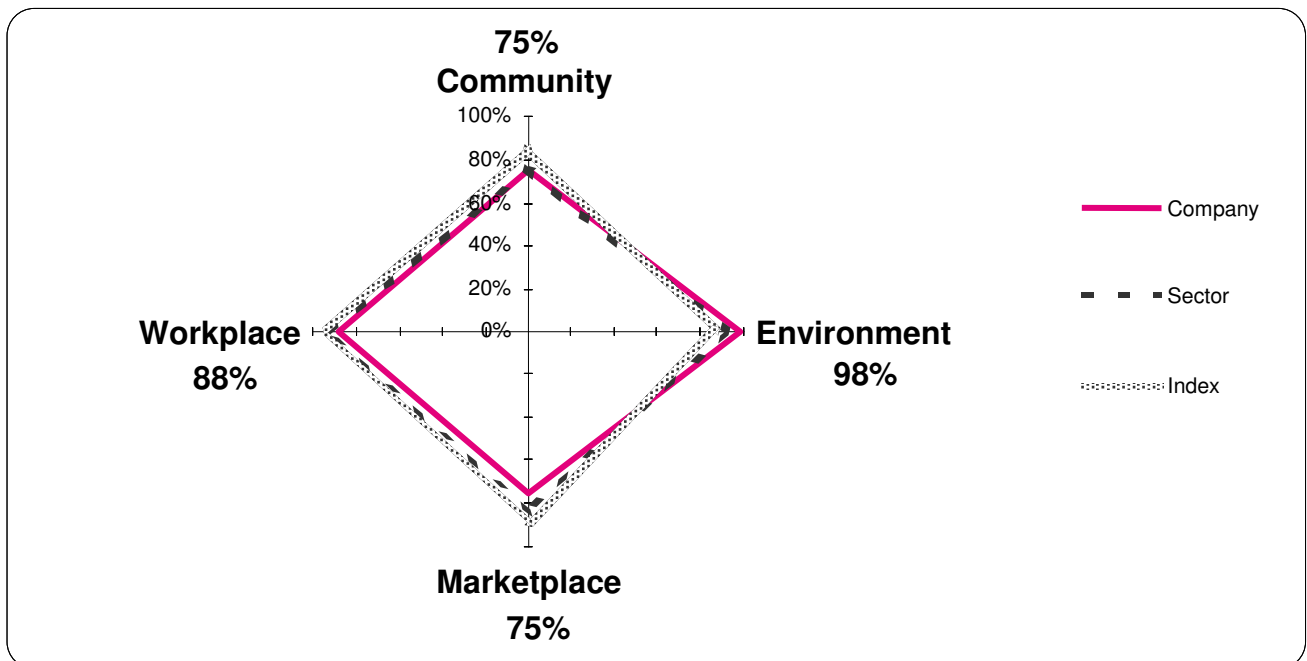 75%
Community
100%
80%
60%
40%
20%
0%
Workplace
88%
Environment
98%
Marketplace
75%
Company
Sector
Index